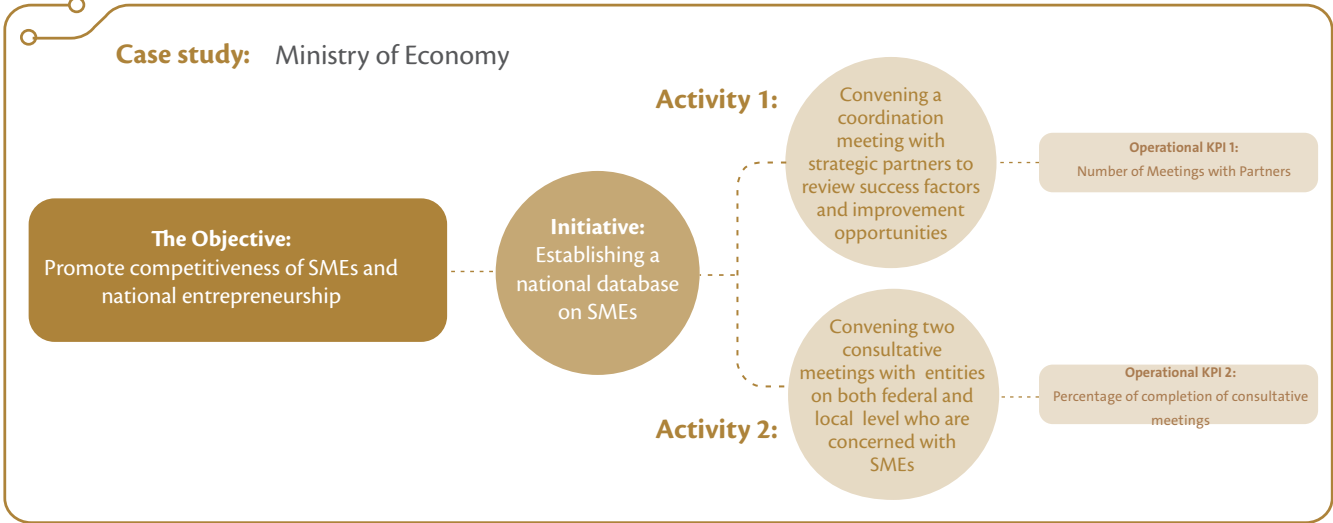 Case study: Ministry of Economy
The Objective:
Promote competitiveness of SMEs and
national entrepreneurship
Initiative:
Establishing a
national database
on SMEs
Activity 1:
Convening a
coordination
meeting with
strategic partners to
review success factors
and improvement
opportunities
Operational KPI 1:
Number of Meetings with Partners
Activity 2:
Convening two
consultative
meetings with entities
on both federal and
local level who are
concerned with
SMEs
Operational KPI 2:
Percentage of completion of consultative
meetings